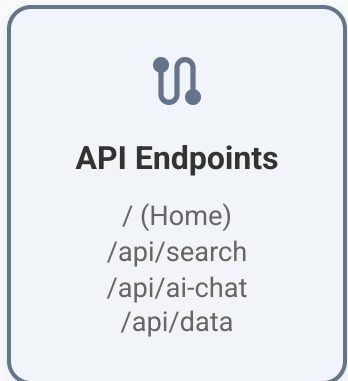 API Endpoints
/ (Home)
/api/search
/api/ai-chat
/api/data